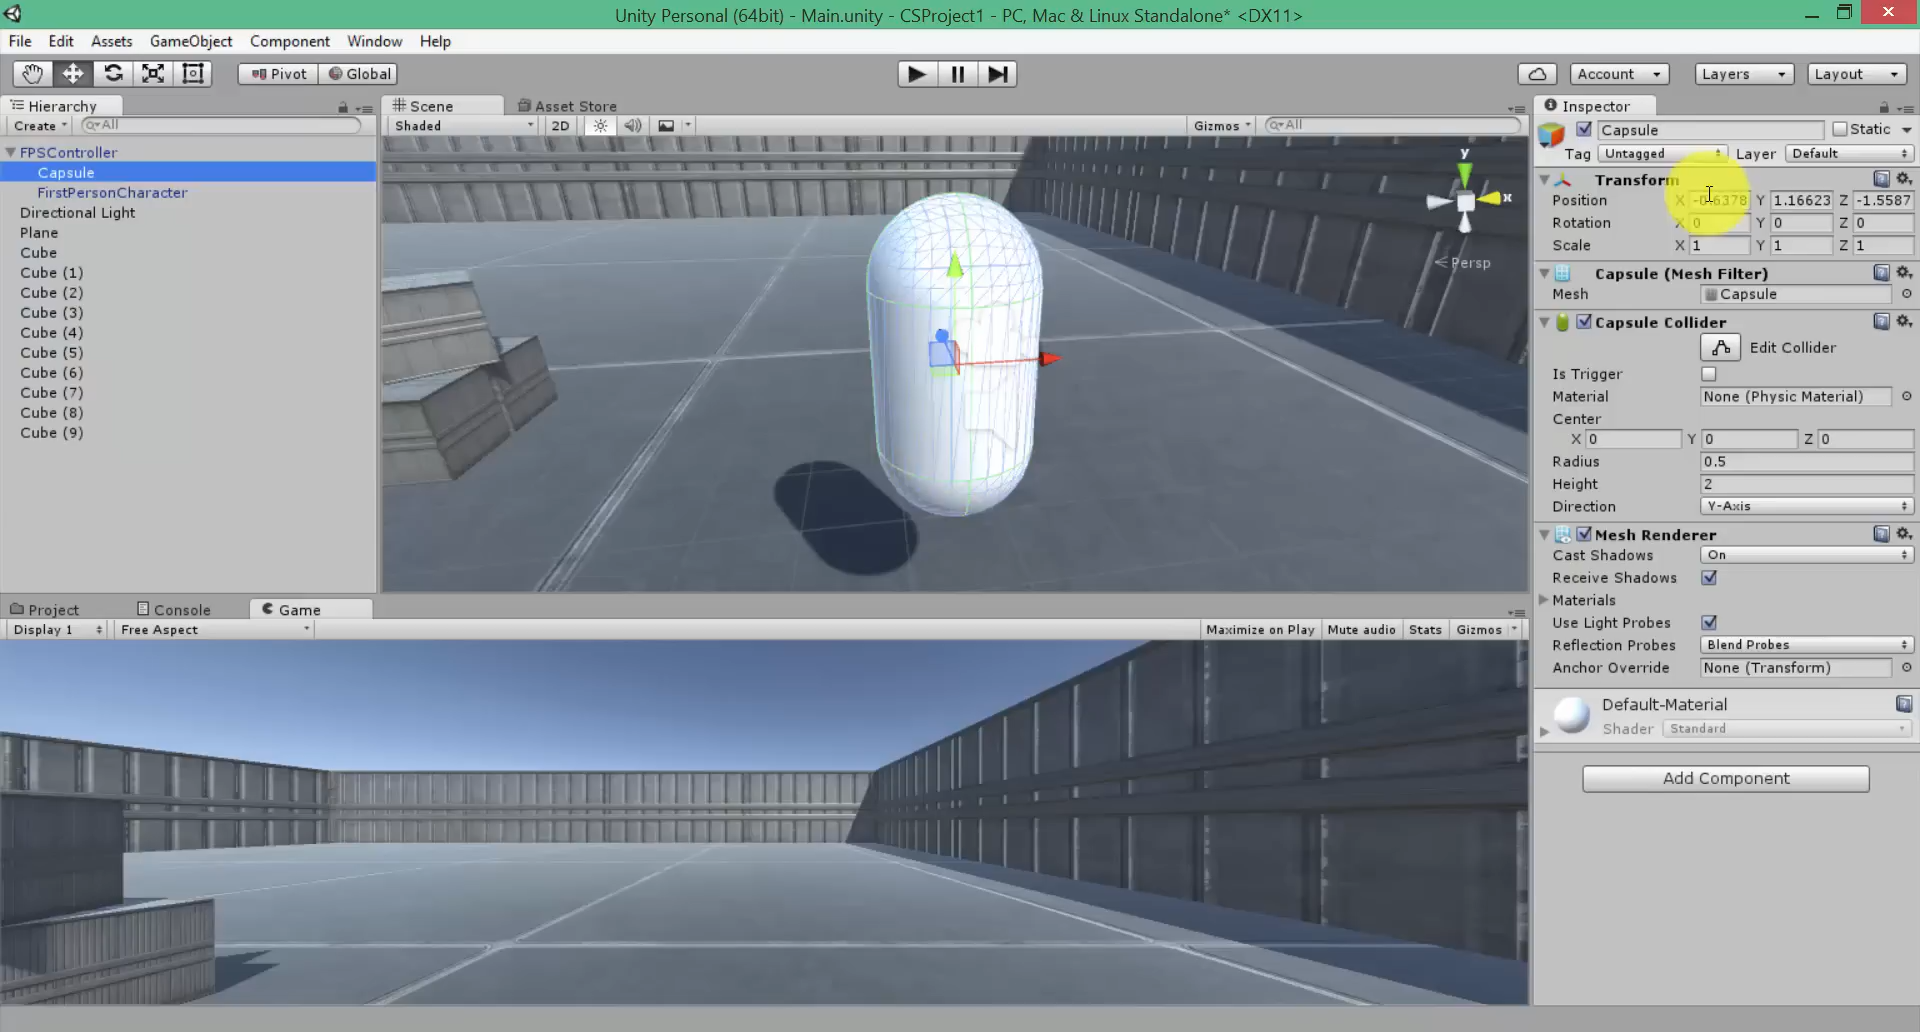 Unity Personal (64bit) - Main.unity - CSProject1 - PC, Mac & Linux Standalone* <DX11>
File Edit Assets GameObject Component Window Help
Pivot Global Account Layers Layout
Hierarchy
Create All
FPSController
Capsule
FirstPersonCharacter
Directional Light
Plane
Cube
Cube (1)
Cube (2)
Cube (3)
Cube (4)
Cube (5)
Cube (6)
Cube (7)
Cube (8)
Cube (9)
Scene Asset Store
Shaded 2D Gizmos All
y
x
Persp
Project Console Game
Display 1 Free Aspect Maximize on Play Mute audio Stats Gizmos
Inspector
Capsule Static
Tag Untagged Layer Default
Transform
Position X -0.6378 Y 1.16623 Z -1.5587
Rotation X 0 Y 0 Z 0
Scale X 1 Y 1 Z 1
Capsule (Mesh Filter)
Mesh Capsule
Capsule Collider
Edit Collider
Is Trigger
Material None (Physic Material)
Center
X 0 Y 0 Z 0
Radius 0.5
Height 2
Direction Y-Axis
Mesh Renderer
Cast Shadows On
Receive Shadows
Materials
Use Light Probes
Reflection Probes Blend Probes
Anchor Override None (Transform)
Default-Material
Shader Standard
Add Component